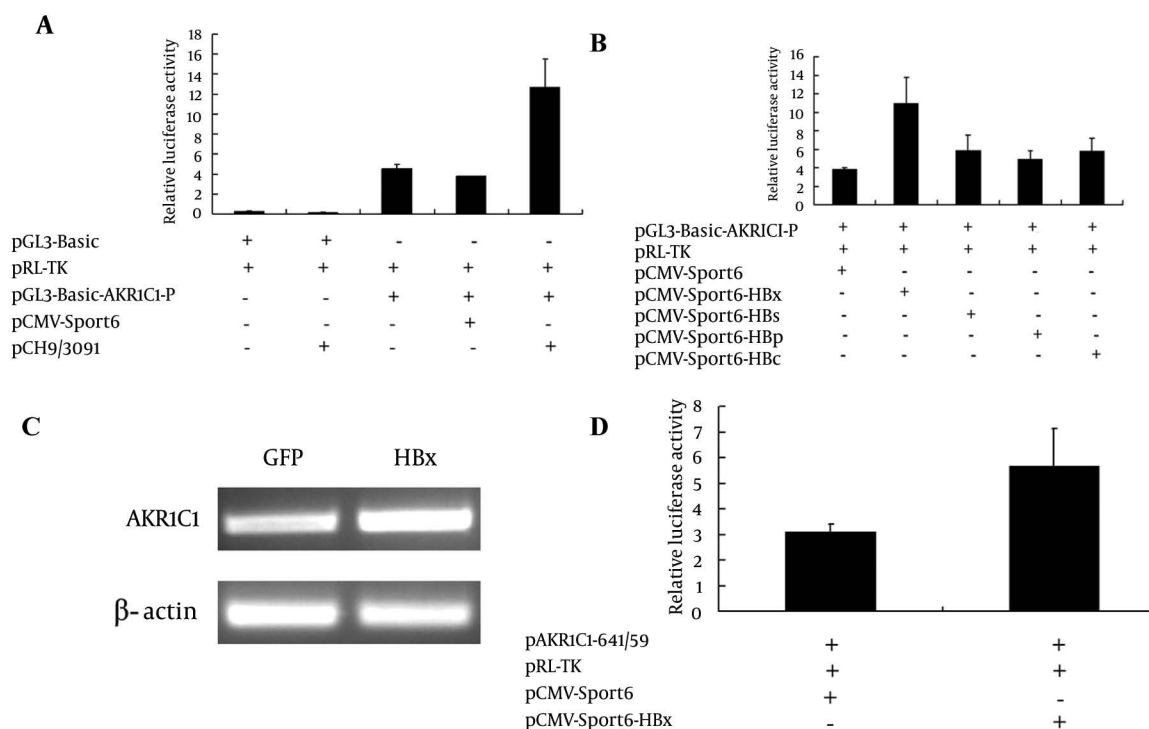 A
Relative luciferase activity
18
16
14
12
10
8
6
4
2
0
pGL3-Basic + + - - -
pRL-TK + + + + +
pGL3-Basic-AKR1C1-P - - + + +
pCMV-Sport6 - - - + -
pCH9/3091 - + - - +
B
Relative luciferase activity
16
14
12
10
8
6
4
2
0
pGL3-Basic-AKRICI-P + + + + +
pRL-TK + + + + +
pCMV-Sport6 + - - - -
pCMV-Sport6-HBx - + - - -
pCMV-Sport6-HBs - - + - -
pCMV-Sport6-HBp - - - + -
pCMV-Sport6-HBc - - - - +
C
GFP HBx
AKR1C1
β-actin
D
Relative luciferase activity
8
7
6
5
4
3
2
1
0
pAKR1C1-641/59 + +
pRL-TK + +
pCMV-Sport6 + -
pCMV-Sport6-HBx - +